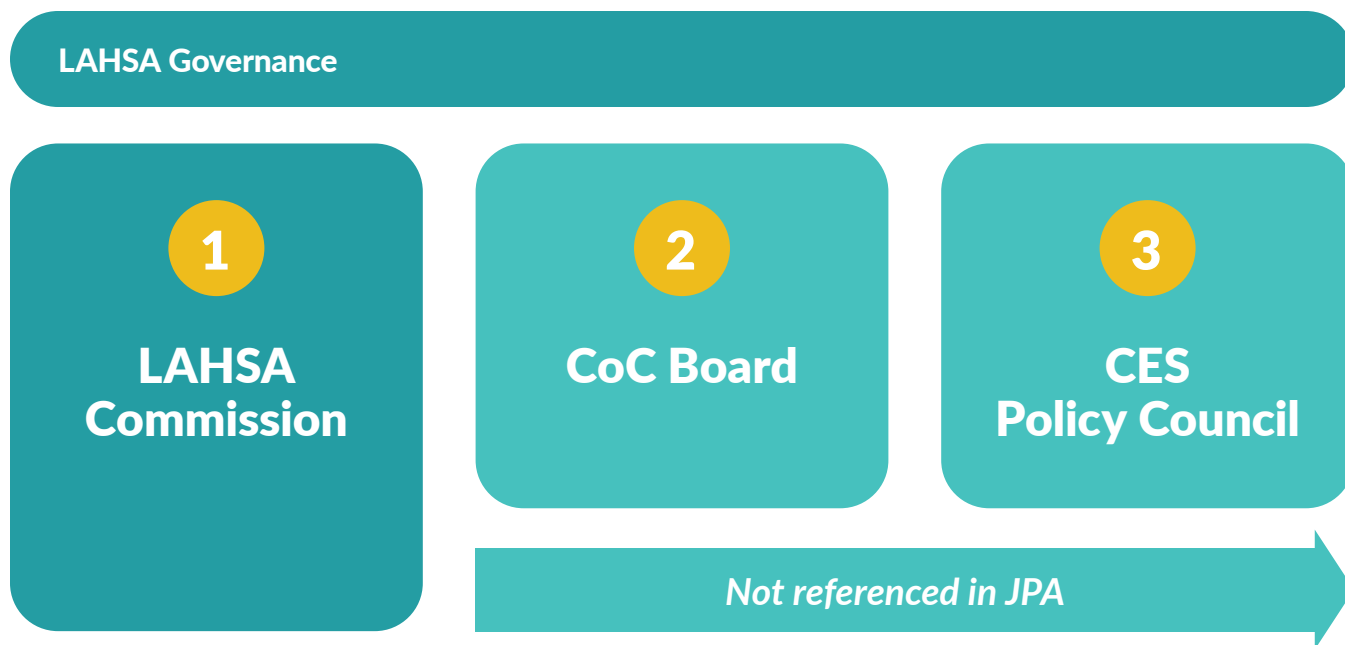 LAHSA Governance
1
LAHSA
Commission
2
CoC Board
3
CES
Policy Council
Not referenced in JPA